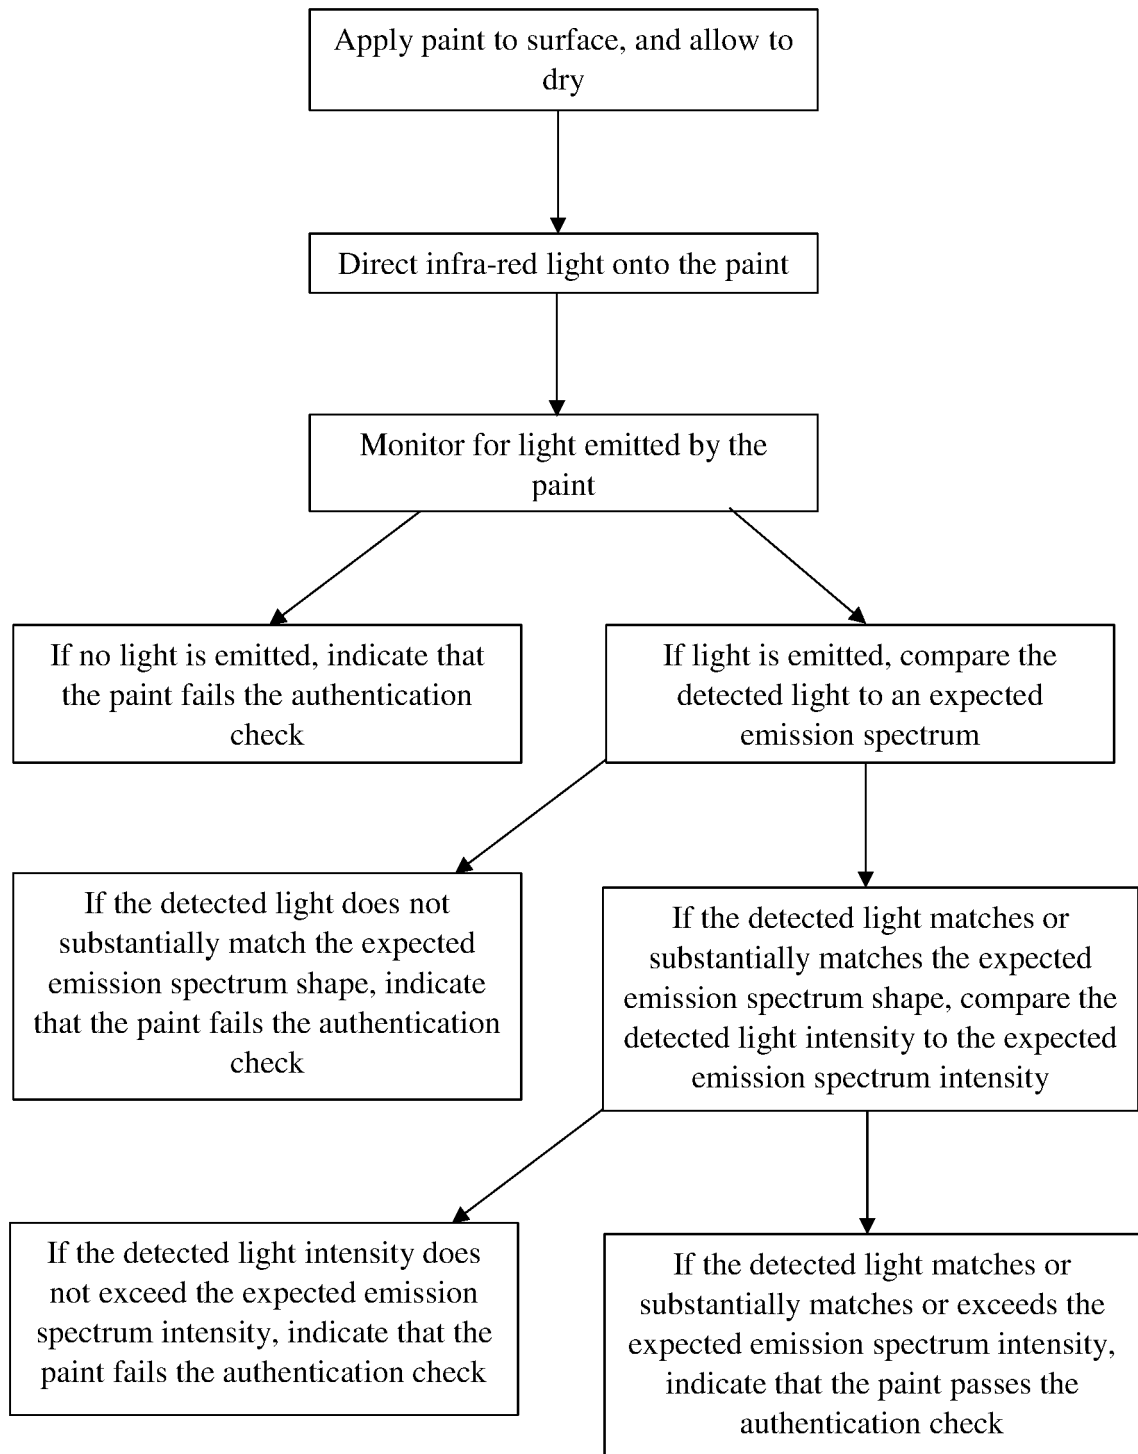 Apply paint to surface, and allow to
dry
Direct infra-red light onto the paint
Monitor for light emitted by the
paint
If no light is emitted, indicate that
the paint fails the authentication
check
If light is emitted, compare the
detected light to an expected
emission spectrum
If the detected light does not
substantially match the expected
emission spectrum shape, indicate
that the paint fails the authentication
check
If the detected light matches or
substantially matches the expected
emission spectrum shape, compare the
detected light intensity to the expected
emission spectrum intensity
If the detected light intensity does
not exceed the expected emission
spectrum intensity, indicate that the
paint fails the authentication check
If the detected light matches or
substantially matches or exceeds the
expected emission spectrum intensity,
indicate that the paint passes the
authentication check